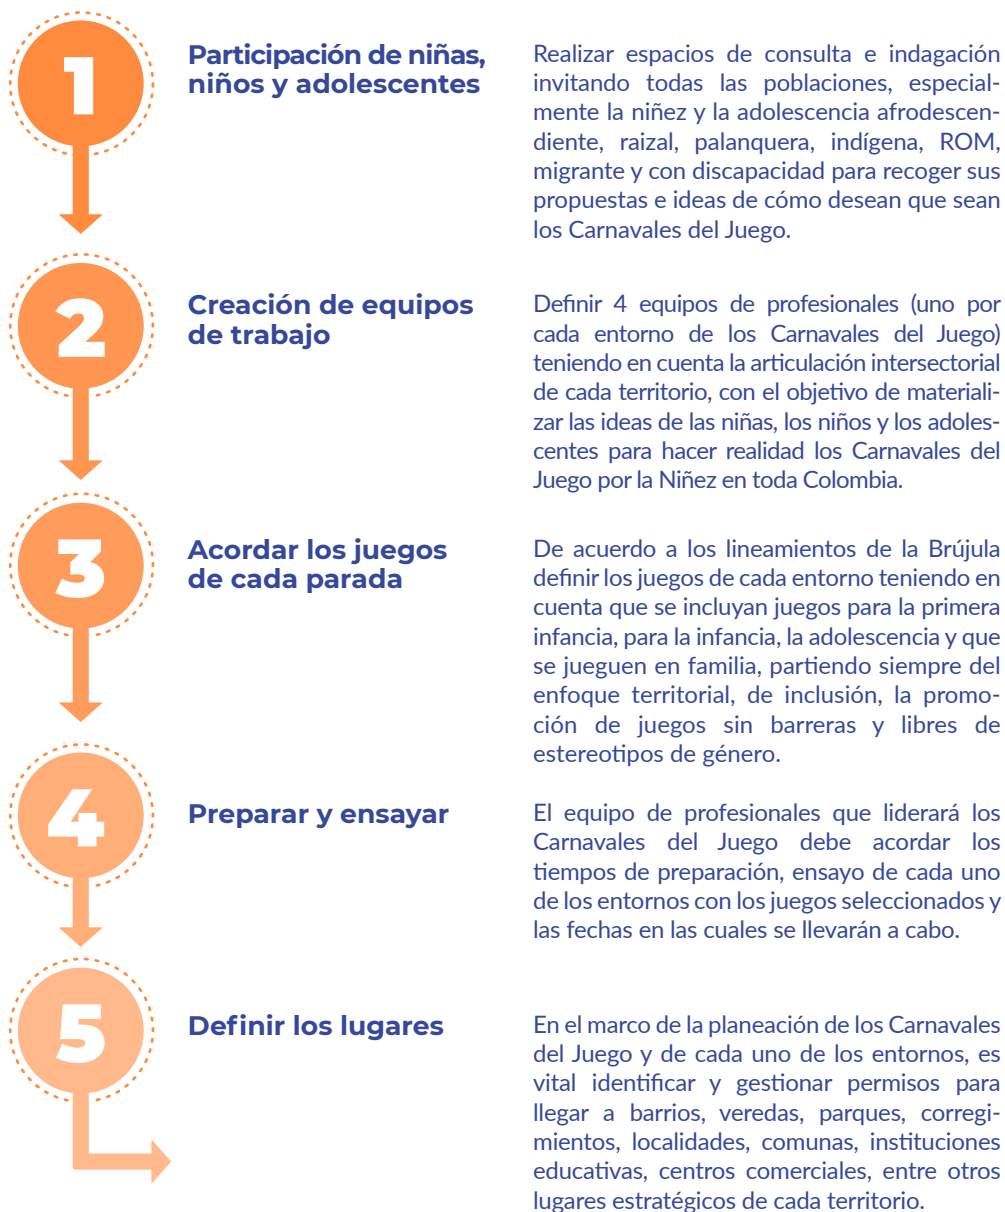 1
Participación de niñas,
niños y adolescentes
Realizar espacios de consulta e indagación
invitando todas las poblaciones, especial-
mente la niñez y la adolescencia afrodescen-
diente, raizal, palanquera, indígena, ROM,
migrante y con discapacidad para recoger sus
propuestas e ideas de cómo desean que sean
los Carnavales del Juego.
2
Creación de equipos
de trabajo
Definir 4 equipos de profesionales (uno por
cada entorno de los Carnavales del Juego)
teniendo en cuenta la articulación intersectorial
de cada territorio, con el objetivo de materiali-
zar las ideas de las niñas, los niños y los adoles-
centes para hacer realidad los Carnavales del
Juego por la Niñez en toda Colombia.
3
Acordar los juegos
de cada parada
De acuerdo a los lineamientos de la Brújula
definir los juegos de cada entorno teniendo en
cuenta que se incluyan juegos para la primera
infancia, para la infancia, la adolescencia y que
se jueguen en familia, partiendo siempre del
enfoque territorial, de inclusión, la promo-
ción de juegos sin barreras y libres de
estereotipos de género.
4
Preparar y ensayar
El equipo de profesionales que liderará los
Carnavales del Juego debe acordar los
tiempos de preparación, ensayo de cada uno
de los entornos con los juegos seleccionados y
las fechas en las cuales se llevarán a cabo.
5
Definir los lugares
En el marco de la planeación de los Carnavales
del Juego y de cada uno de los entornos, es
vital identificar y gestionar permisos para
llegar a barrios, veredas, parques, corregi-
mientos, localidades, comunas, instituciones
educativas, centros comerciales, entre otros
lugares estratégicos de cada territorio.